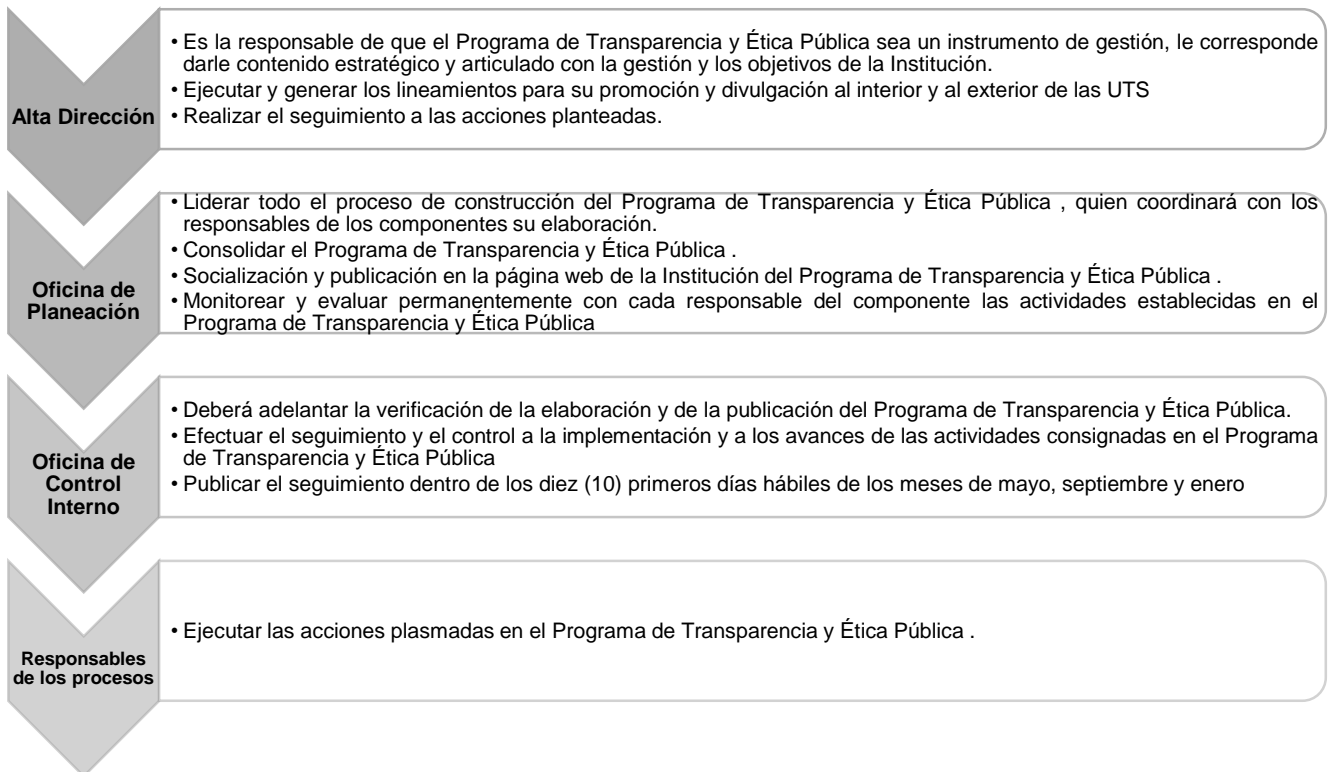 Alta Dirección
• Es la responsable de que el Programa de Transparencia y Ética Pública sea un instrumento de gestión, le corresponde
darle contenido estratégico y articulado con la gestión y los objetivos de la Institución.
• Ejecutar y generar los lineamientos para su promoción y divulgación al interior y al exterior de las UTS
• Realizar el seguimiento a las acciones planteadas.
Oficina de
Planeación
• Liderar todo el proceso de construcción del Programa de Transparencia y Ética Pública , quien coordinará con los
responsables de los componentes su elaboración.
• Consolidar el Programa de Transparencia y Ética Pública .
• Socialización y publicación en la página web de la Institución del Programa de Transparencia y Ética Pública .
• Monitorear y evaluar permanentemente con cada responsable del componente las actividades establecidas en el
Programa de Transparencia y Ética Pública
Oficina de
Control
Interno
• Deberá adelantar la verificación de la elaboración y de la publicación del Programa de Transparencia y Ética Pública.
• Efectuar el seguimiento y el control a la implementación y a los avances de las actividades consignadas en el Programa
de Transparencia y Ética Pública
• Publicar el seguimiento dentro de los diez (10) primeros días hábiles de los meses de mayo, septiembre y enero
Responsables
de los procesos
• Ejecutar las acciones plasmadas en el Programa de Transparencia y Ética Pública .